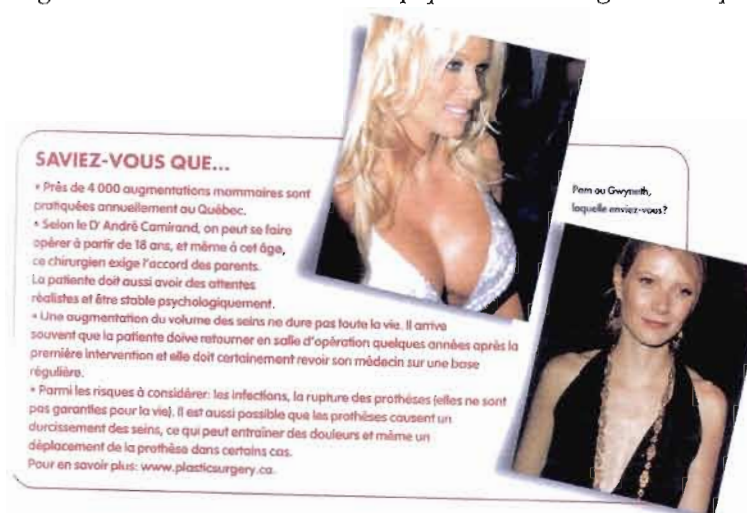 SAVIEZ-VOUS QUE...
• Près de 4 000 augmentations mammaires sont
pratiquées annuellement au Québec.
• Selon le Dr André Camirand, on peut se faire
opérer à partir de 18 ans, et même à cet âge,
ce chirurgien exige l'accord des parents.
La patiente doit aussi avoir des attentes
réalistes et être stable psychologiquement.
• Une augmentation du volume des seins ne dure pas toute la vie. Il arrive
souvent que la patiente doive retourner en salle d'opération quelques années après la
première intervention et elle doit certainement revoir son médecin sur une base
régulière.
• Parmi les risques à considérer: les infections, la rupture des prothèses (elles ne sont
pas garanties pour la vie). Il est aussi possible que les prothèses causent un
durcissement des seins, ce qui peut entraîner des douleurs et même un
déplacement de la prothèse dans certains cas.
Pour en savoir plus: www.plasticsurgery.ca.
Pam ou Gwyneth,
laquelle enviez-vous?